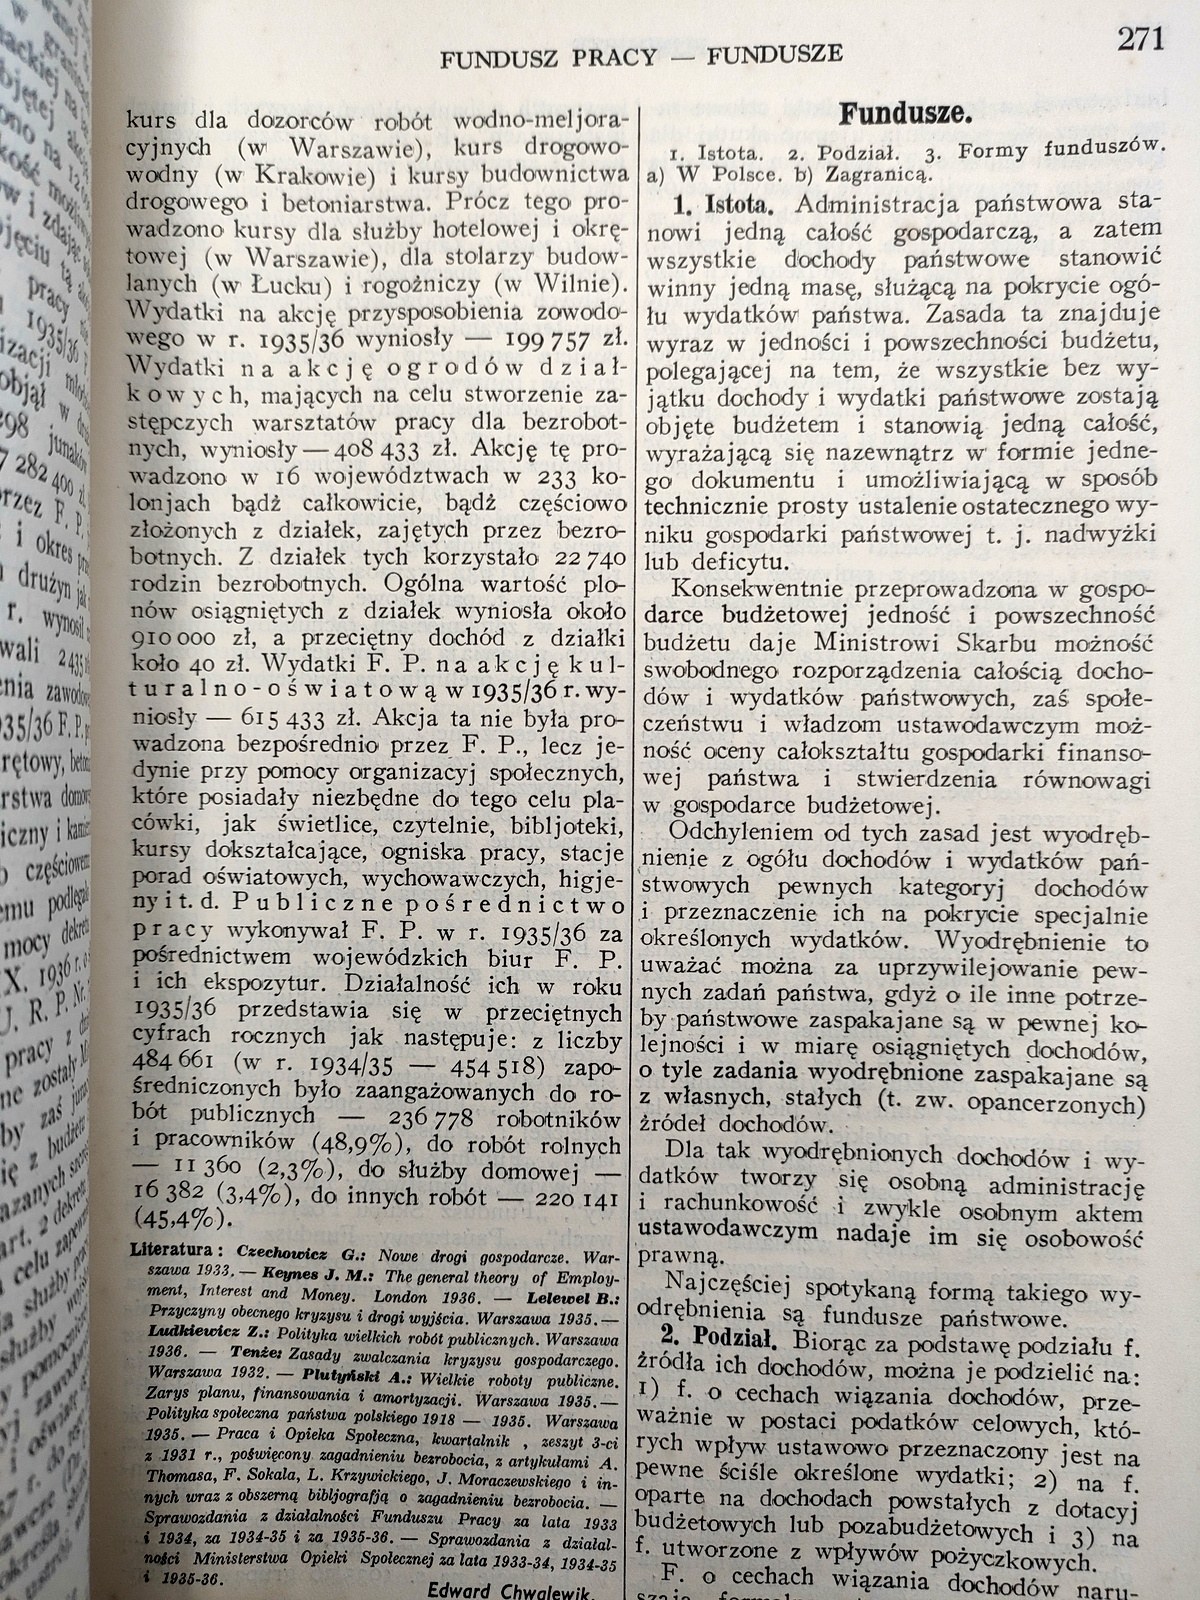 FUNDUSZ PRACY — FUNDUSZE
271
kurs dla dozorców robót wodno-meljora-
cyjnych (w Warszawie), kurs drogowo-
wodny (w Krakowie) i kursy budownictwa
drogowego i betoniarstwa. Prócz tego pro-
wadzono kursy dla służby hotelowej i okrę-
towej (w Warszawie), dla stolarzy budow-
lanych (w Łucku) i rogoźniczy (w Wilnie).
Wydatki na akcję przysposobienia zowodo-
wego w r. 1935/36 wyniosły — 199 757 zł.
Wydatki na akcję ogrodów dział-
kowych, mających na celu stworzenie za-
stępczych warsztatów pracy dla bezrobot-
nych, wyniosły — 408 433 zł. Akcję tę pro-
wadzono w 16 województwach w 233 ko-
lonjach bądź całkowicie, bądź częściowo
złożonych z działek, zajętych przez bezro-
botnych. Z działek tych korzystało 22 740
rodzin bezrobotnych. Ogólna wartość plo-
nów osiągniętych z działek wyniosła około
910 000 zł, a przeciętny dochód z działki
koło 40 zł. Wydatki F. P. na akcję kul-
turalno-oświatową w 1935/36 r. wy-
niosły — 615 433 zł. Akcja ta nie była pro-
wadzona bezpośrednio przez F. P., lecz je-
dynie przy pomocy organizacyj społecznych,
które posiadały niezbędne do tego celu pla-
cówki, jak świetlice, czytelnie, bibljoteki,
kursy dokształcające, ogniska pracy, stacje
porad oświatowych, wychowawczych, higje-
ny i t. d. Publiczne pośrednictwo
pracy wykonywał F. P. w r. 1935/36 za
pośrednictwem wojewódzkich biur F. P.
i ich ekspozytur. Działalność ich w roku
1935/36 przedstawia się w przeciętnych
cyfrach rocznych jak następuje: z liczby
484 661 (w r. 1934/35 — 454 518) zapo-
średniczonych było zaangażowanych do ro-
bót publicznych — 236 778 robotników
i pracowników (48,9%), do robót rolnych
— 11 360 (2,3%), do służby domowej —
16 382 (3,4%), do innych robót — 220 141
(45,4%).
Literatura: Czechowicz G.: Nowe drogi gospodarcze. War-
szawa 1933. — Keynes J. M.: The general theory of Employ-
ment, Interest and Money. London 1936. — Lelewel B.:
Przyczyny obecnego kryzysu i drogi wyjścia. Warszawa 1935. —
Ludkiewicz Z.: Polityka wielkich robót publicznych. Warszawa
1936. — Tenże: Zasady zwalczania kryzysu gospodarczego.
Warszawa 1932. — Plutyński A.: Wielkie roboty publiczne.
Zarys planu, finansowania i amortyzacji. Warszawa 1935. —
Polityka społeczna państwa polskiego 1918 — 1935. Warszawa
1935. — Praca i Opieka Społeczna, kwartalnik , zeszyt 3-ci
z 1931 r., poświęcony zagadnieniu bezrobocia, z artykułami A.
Thomasa, F. Sokala, L. Krzywickiego, J. Moraczewskiego i in-
nych wraz z obszerną bibljografją o zagadnieniu bezrobocia. —
Sprawozdania z działalności Funduszu Pracy za lata 1933
i 1934, za 1934-35 i za 1935-36. — Sprawozdania z działal-
ności Ministerstwa Opieki Społecznej za lata 1933-34, 1934-35
i 1935-36.
Edward Chwalewik.
Fundusze.
1. Istota. 2. Podział. 3. Formy funduszów.
a) W Polsce. b) Zagranicą.
1. Istota. Administracja państwowa sta-
nowi jedną całość gospodarczą, a zatem
wszystkie dochody państwowe stanowić
winny jedną masę, służącą na pokrycie ogó-
łu wydatków państwa. Zasada ta znajduje
wyraz w jedności i powszechności budżetu,
polegającej na tem, że wszystkie bez wy-
jątku dochody i wydatki państwowe zostają
objęte budżetem i stanowią jedną całość,
wyrażającą się nazewnątrz w formie jedne-
go dokumentu i umożliwiającą w sposób
technicznie prosty ustalenie ostatecznego wy-
niku gospodarki państwowej t. j. nadwyżki
lub deficytu.
Konsekwentnie przeprowadzona w gospo-
darce budżetowej jedność i powszechność
budżetu daje Ministrowi Skarbu możność
swobodnego rozporządzenia całością docho-
dów i wydatków państwowych, zaś społe-
czeństwu i władzom ustawodawczym moż-
ność oceny całokształtu gospodarki finanso-
wej państwa i stwierdzenia równowagi
w gospodarce budżetowej.
Odchyleniem od tych zasad jest wyodręb-
nienie z ogółu dochodów i wydatków pań-
stwowych pewnych kategoryj dochodów
i przeznaczenie ich na pokrycie specjalnie
określonych wydatków. Wyodrębnienie to
uważać można za uprzywilejowanie pew-
nych zadań państwa, gdyż o ile inne potrze-
by państwowe zaspakajane są w pewnej ko-
lejności i w miarę osiągniętych dochodów,
o tyle zadania wyodrębnione zaspakajane są
z własnych, stałych (t. zw. opancerzonych)
źródeł dochodów.
Dla tak wyodrębnionych dochodów i wy-
datków tworzy się osobną administrację
i rachunkowość i zwykle osobnym aktem
ustawodawczym nadaje im się osobowość
prawną.
Najczęściej spotykaną formą takiego wy-
odrębnienia są fundusze państwowe.
2. Podział. Biorąc za podstawę podziału f.
źródła ich dochodów, można je podzielić na:
1) f. o cechach wiązania dochodów, prze-
ważnie w postaci podatków celowych, któ-
rych wpływ ustawowo przeznaczony jest na
pewne ściśle określone wydatki; 2) na f.
oparte na dochodach powstałych z dotacyj
budżetowych lub pozabudżetowych i 3) na
f. utworzone z wpływów pożyczkowych.
F. o cechach wiązania dochodów naru-